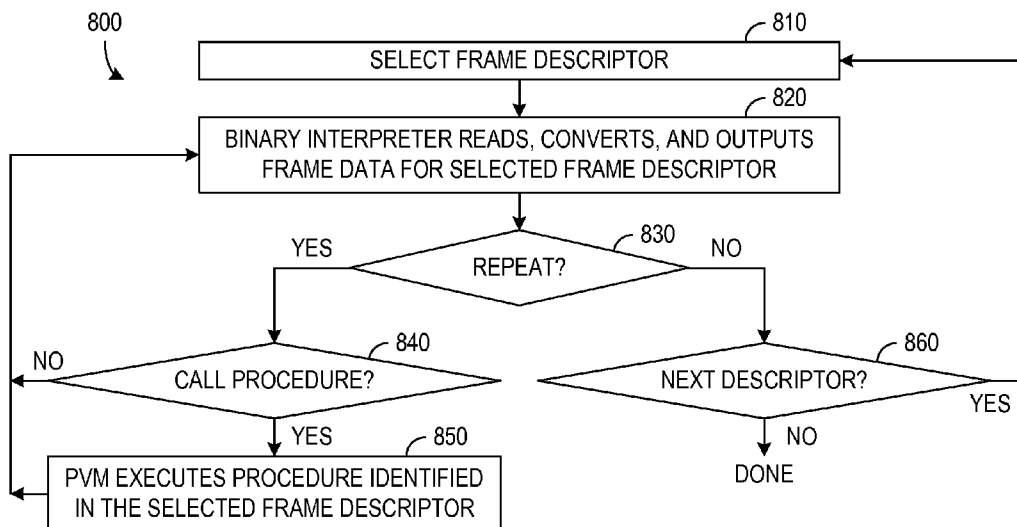 800
810
SELECT FRAME DESCRIPTOR
820
BINARY INTERPRETER READS, CONVERTS, AND OUTPUTS
FRAME DATA FOR SELECTED FRAME DESCRIPTOR
830
YES
NO
REPEAT?
840
860
NO
CALL PROCEDURE?
NEXT DESCRIPTOR?
YES
YES
850
NO
PVM EXECUTES PROCEDURE IDENTIFIED
IN THE SELECTED FRAME DESCRIPTOR
DONE